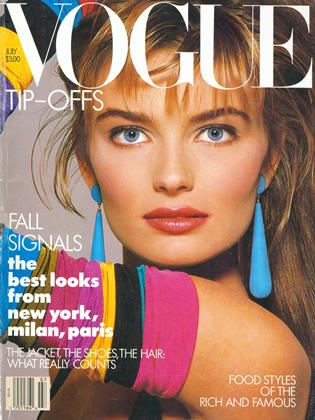 VOGUE
JULY
$3.00
TIP-OFFS
FALL
SIGNALS
the
best looks
from
new york,
milan, paris
THE JACKET, THE SHOES, THE HAIR:
WHAT REALLY COUNTS
FOOD STYLES
OF THE
RICH AND FAMOUS
07